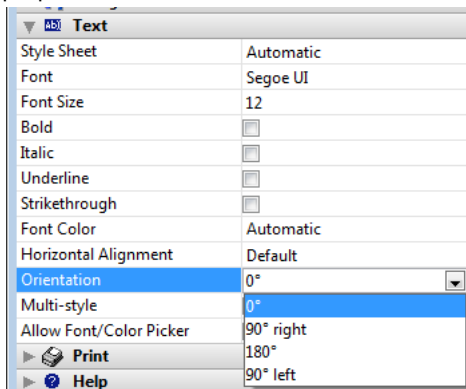 Text
Style Sheet Automatic
Font Segoe UI
Font Size 12
Bold
Italic
Underline
Strikethrough
Font Color Automatic
Horizontal Alignment Default
Orientation 0°
Multi-style 0°
90° right
Allow Font/Color Picker
180°
Print
90° left
Help